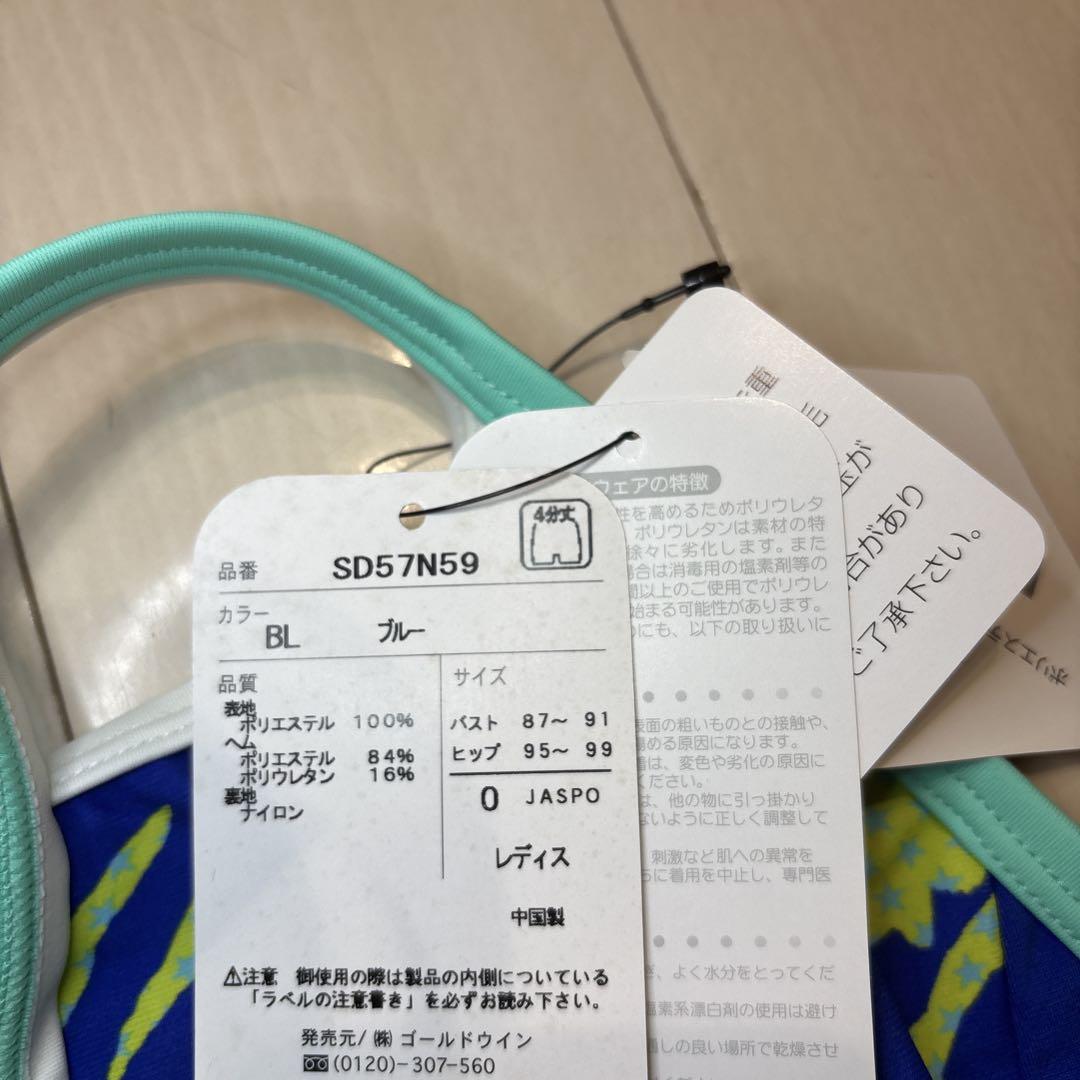 4分丈
品番 SD57N59
カラー
BL ブルー
品質
表地
ポリエステル 100%
ヘム
ポリエステル 84%
ポリウレタン 16%
裏地
ナイロン
サイズ
バスト 87〜 91
ヒップ 95〜 99
O JASPO
レディス
中国製
⚠注意 御使用の際は製品の内側についている
「ラベルの注意書き」を必ずお読み下さい。
発売元/ ㈱ ゴールドウイン
(0120)-307-560
ウェアの特徴
性を高めるためポリウレタ
ポリウレタンは素材の特
徐々に劣化します。また
場合は消毒用の塩素剤等の
間以上のご使用でポリウレ
始まる可能性があります。
にも、以下の取り扱いに
表面の粗いものとの接触や、
傷める原因になります。
着は、変色や劣化の原因に
ください。
は、他の物に引っ掛かり
ないように正しく調整して
刺激など肌への異常を
うに着用を中止し、専門医
よく水分をとってくだ
塩素系漂白剤の使用は避け
通しの良い場所で乾燥させ
が
合があり
ご了承下さい。
ポリエステ